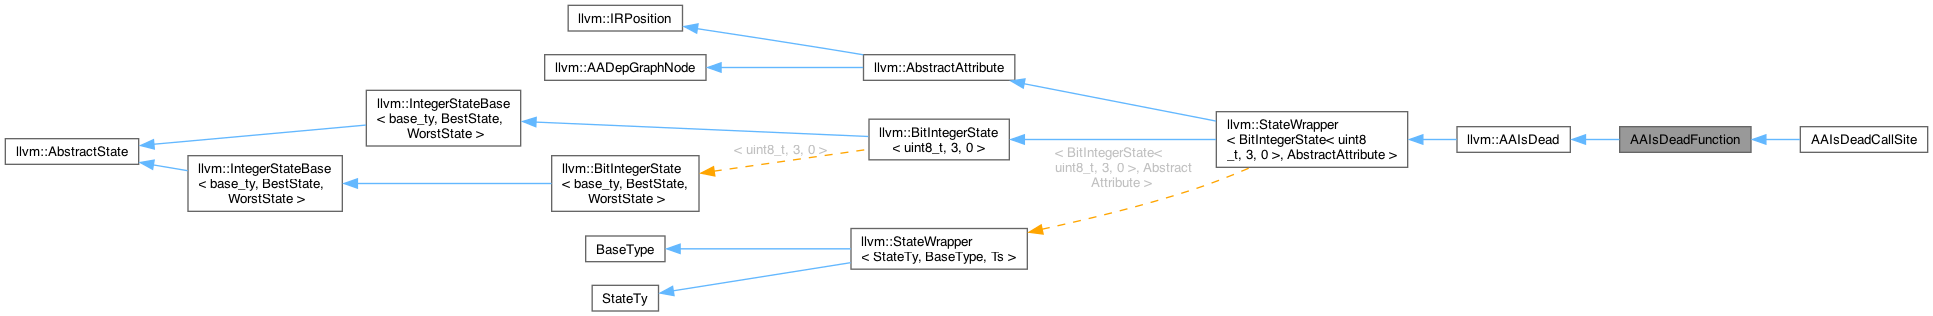 llvm::IRPosition
llvm::AADepGraphNode
llvm::AbstractAttribute
llvm::IntegerStateBase
< base_ty, BestState,
WorstState >
llvm::AbstractState
llvm::IntegerStateBase
< base_ty, BestState,
WorstState >
llvm::BitIntegerState
< uint8_t, 3, 0 >
< uint8_t, 3, 0 >
llvm::BitIntegerState
< base_ty, BestState,
WorstState >
< BitIntegerState<
uint8_t, 3, 0 >, Abstract
Attribute >
llvm::StateWrapper
< BitIntegerState< uint8
_t, 3, 0 >, AbstractAttribute >
llvm::AAIsDead
AAIsDeadFunction
AAIsDeadCallSite
BaseType
StateTy
llvm::StateWrapper
< StateTy, BaseType, Ts >